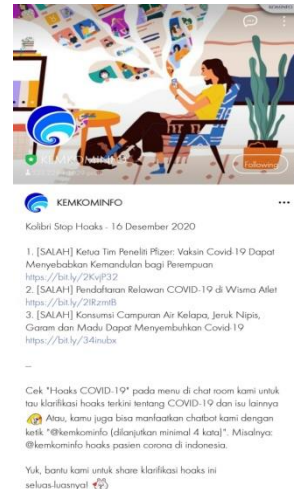 KEMKOMINFO
Following
KEMKOMINFO
Kolibri Stop Hoaks - 16 Desember 2020
1. [SALAH] Ketua Tim Peneliti Pfizer: Vaksin Covid-19 Dapat
Menyebabkan Kemandulan bagi Perempuan
https://bit.ly/2KvjP32
2. [SALAH] Pendaftaran Relawan COVID-19 di Wisma Atlet
https://bit.ly/2IRzmtB
3. [SALAH] Konsumsi Campuran Air Kelapa, Jeruk Nipis,
Garam dan Madu Dapat Menyembuhkan Covid-19
https://bit.ly/34inubx
...
Cek "Hoaks COVID-19" pada menu di chat room kami untuk
tau klarifikasi hoaks terkini tentang COVID-19 dan isu lainnya
Atau, kamu juga bisa manfaatkan chatbot kami dengan
ketik "@kemkominfo (dilanjutkan minimal 4 kata)". Misalnya:
@kemkominfo hoaks pasien corona di indonesia.
Yuk, bantu kami untuk share klarifikasi hoaks ini
seluas-luasnya!